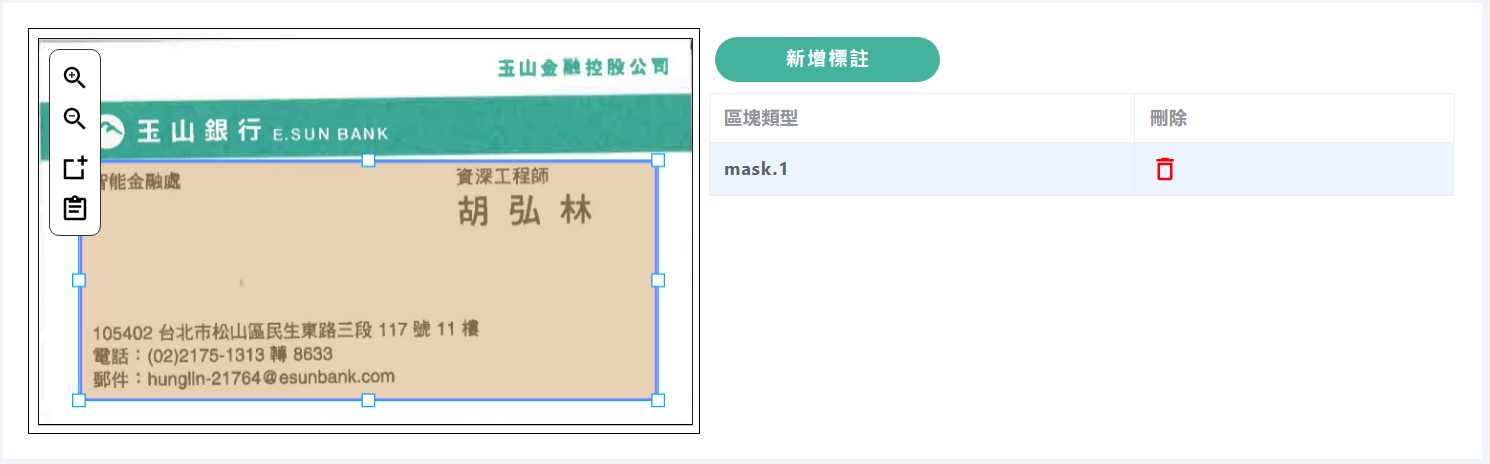 玉山金融控股公司
玉山銀行 E.SUN BANK
智能金融處
資深工程師
胡弘林
105402 台北市松山區民生東路三段 117 號 11 樓
電話：(02)2175-1313 轉 8633
郵件：hunglin-21764@esunbank.com
新增標註
區塊類型
刪除
mask.1